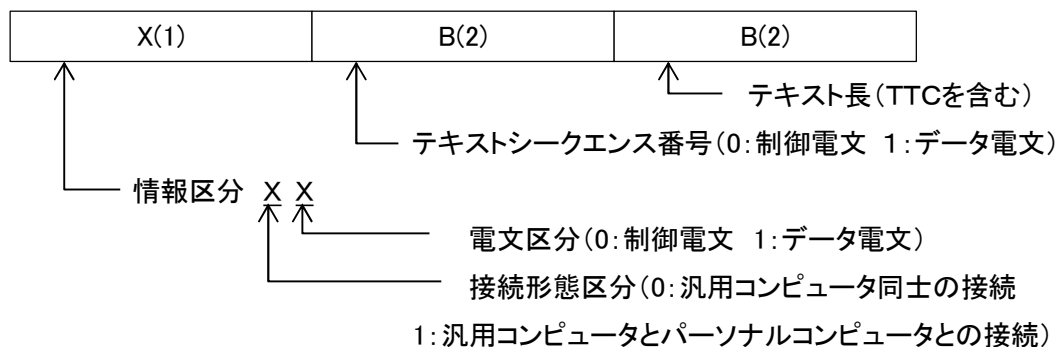 X(1) B(2) B(2)
テキスト長(TTCを含む)
テキストシークエンス番号(0:制御電文 1:データ電文)
情報区分 X X
電文区分(0:制御電文 1:データ電文)
接続形態区分(0:汎用コンピュータ同士の接続
1:汎用コンピュータとパーソナルコンピュータとの接続)